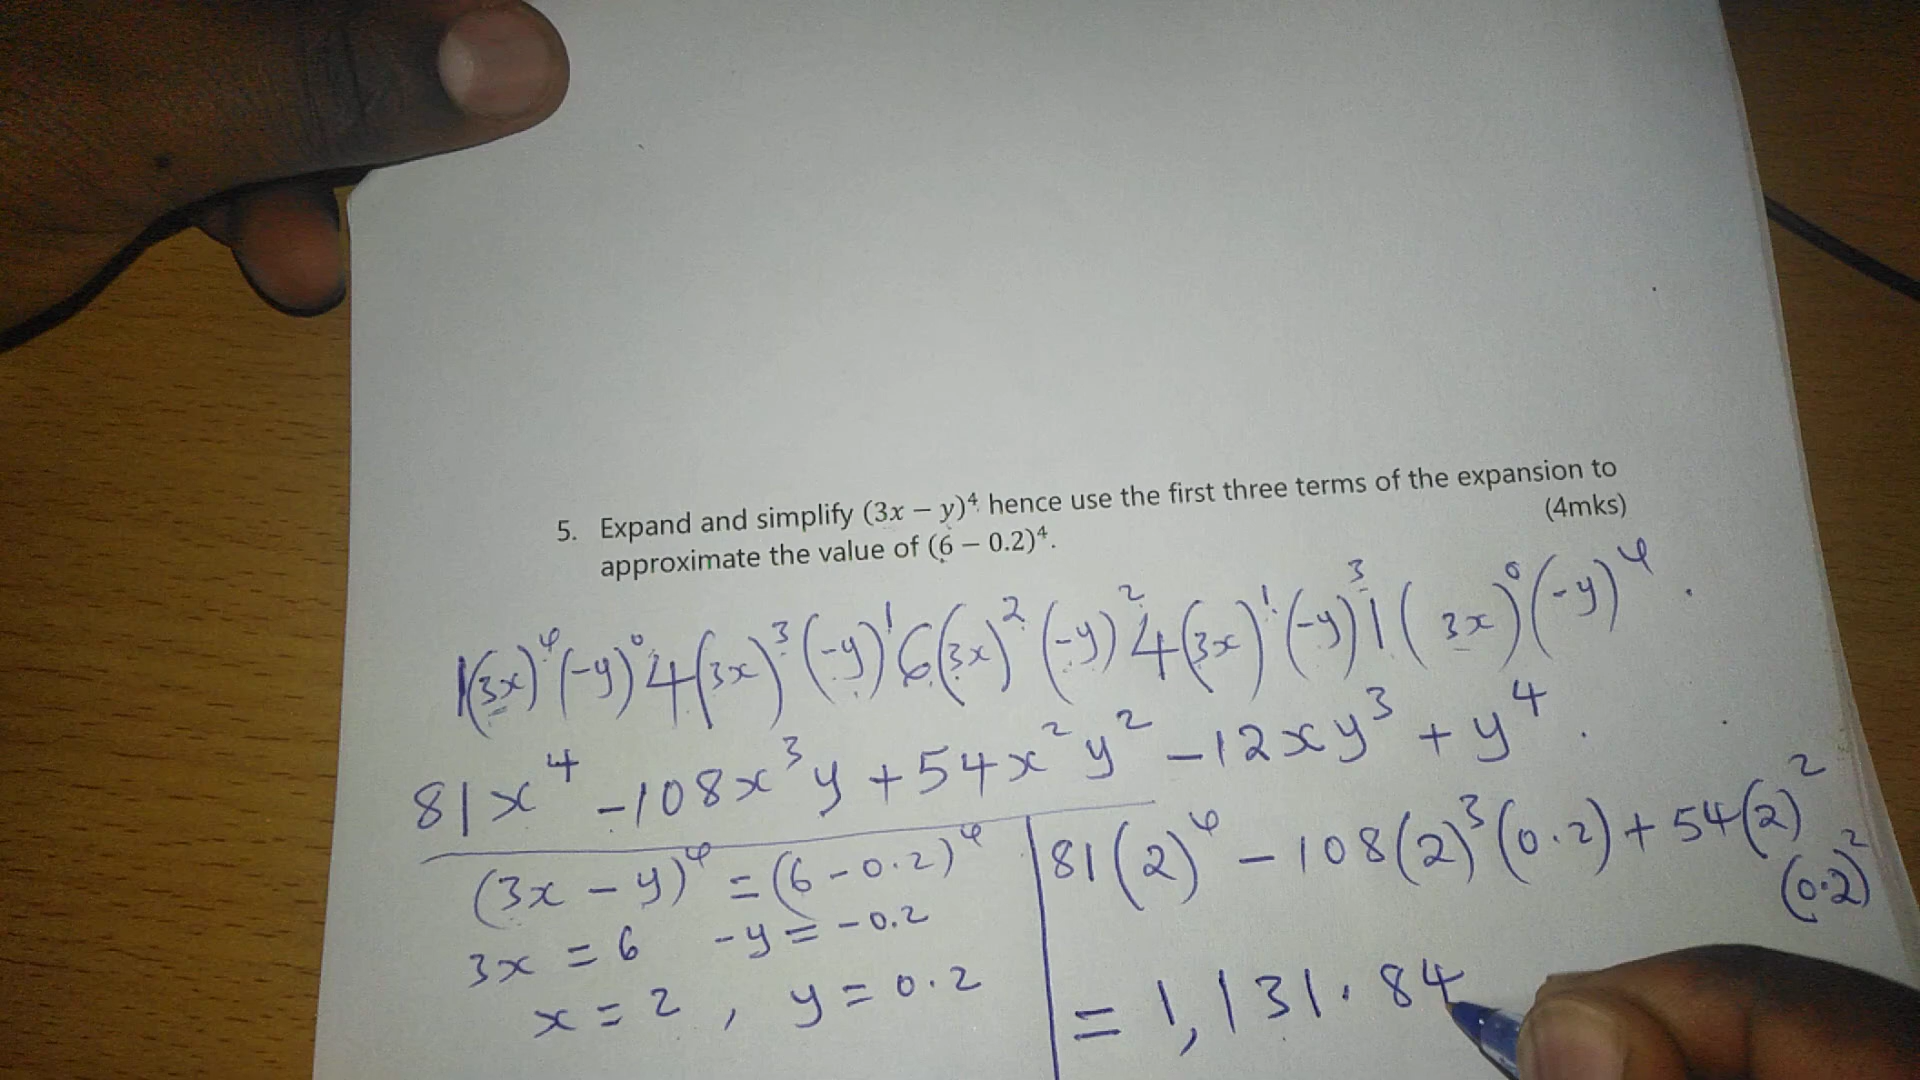 5. Expand and simplify (3x – y)⁴ hence use the first three terms of the expansion to
approximate the value of (6 – 0.2)⁴. (4mks)
1(3x)⁴(-y)⁰ 4(3x)³(-y)¹ 6(3x)²(-y)² 4(3x)¹(-y)³ 1(3x)⁰(-y)⁴.
81x⁴ - 108x³y + 54x²y² - 12xy³ + y⁴.
(3x - y)⁴ = (6 - 0.2)⁴
3x = 6 -y = -0.2
x = 2, y = 0.2
81(2)⁴ - 108(2)³(0.2) + 54(2)²
(0.2)²
= 1,131.84